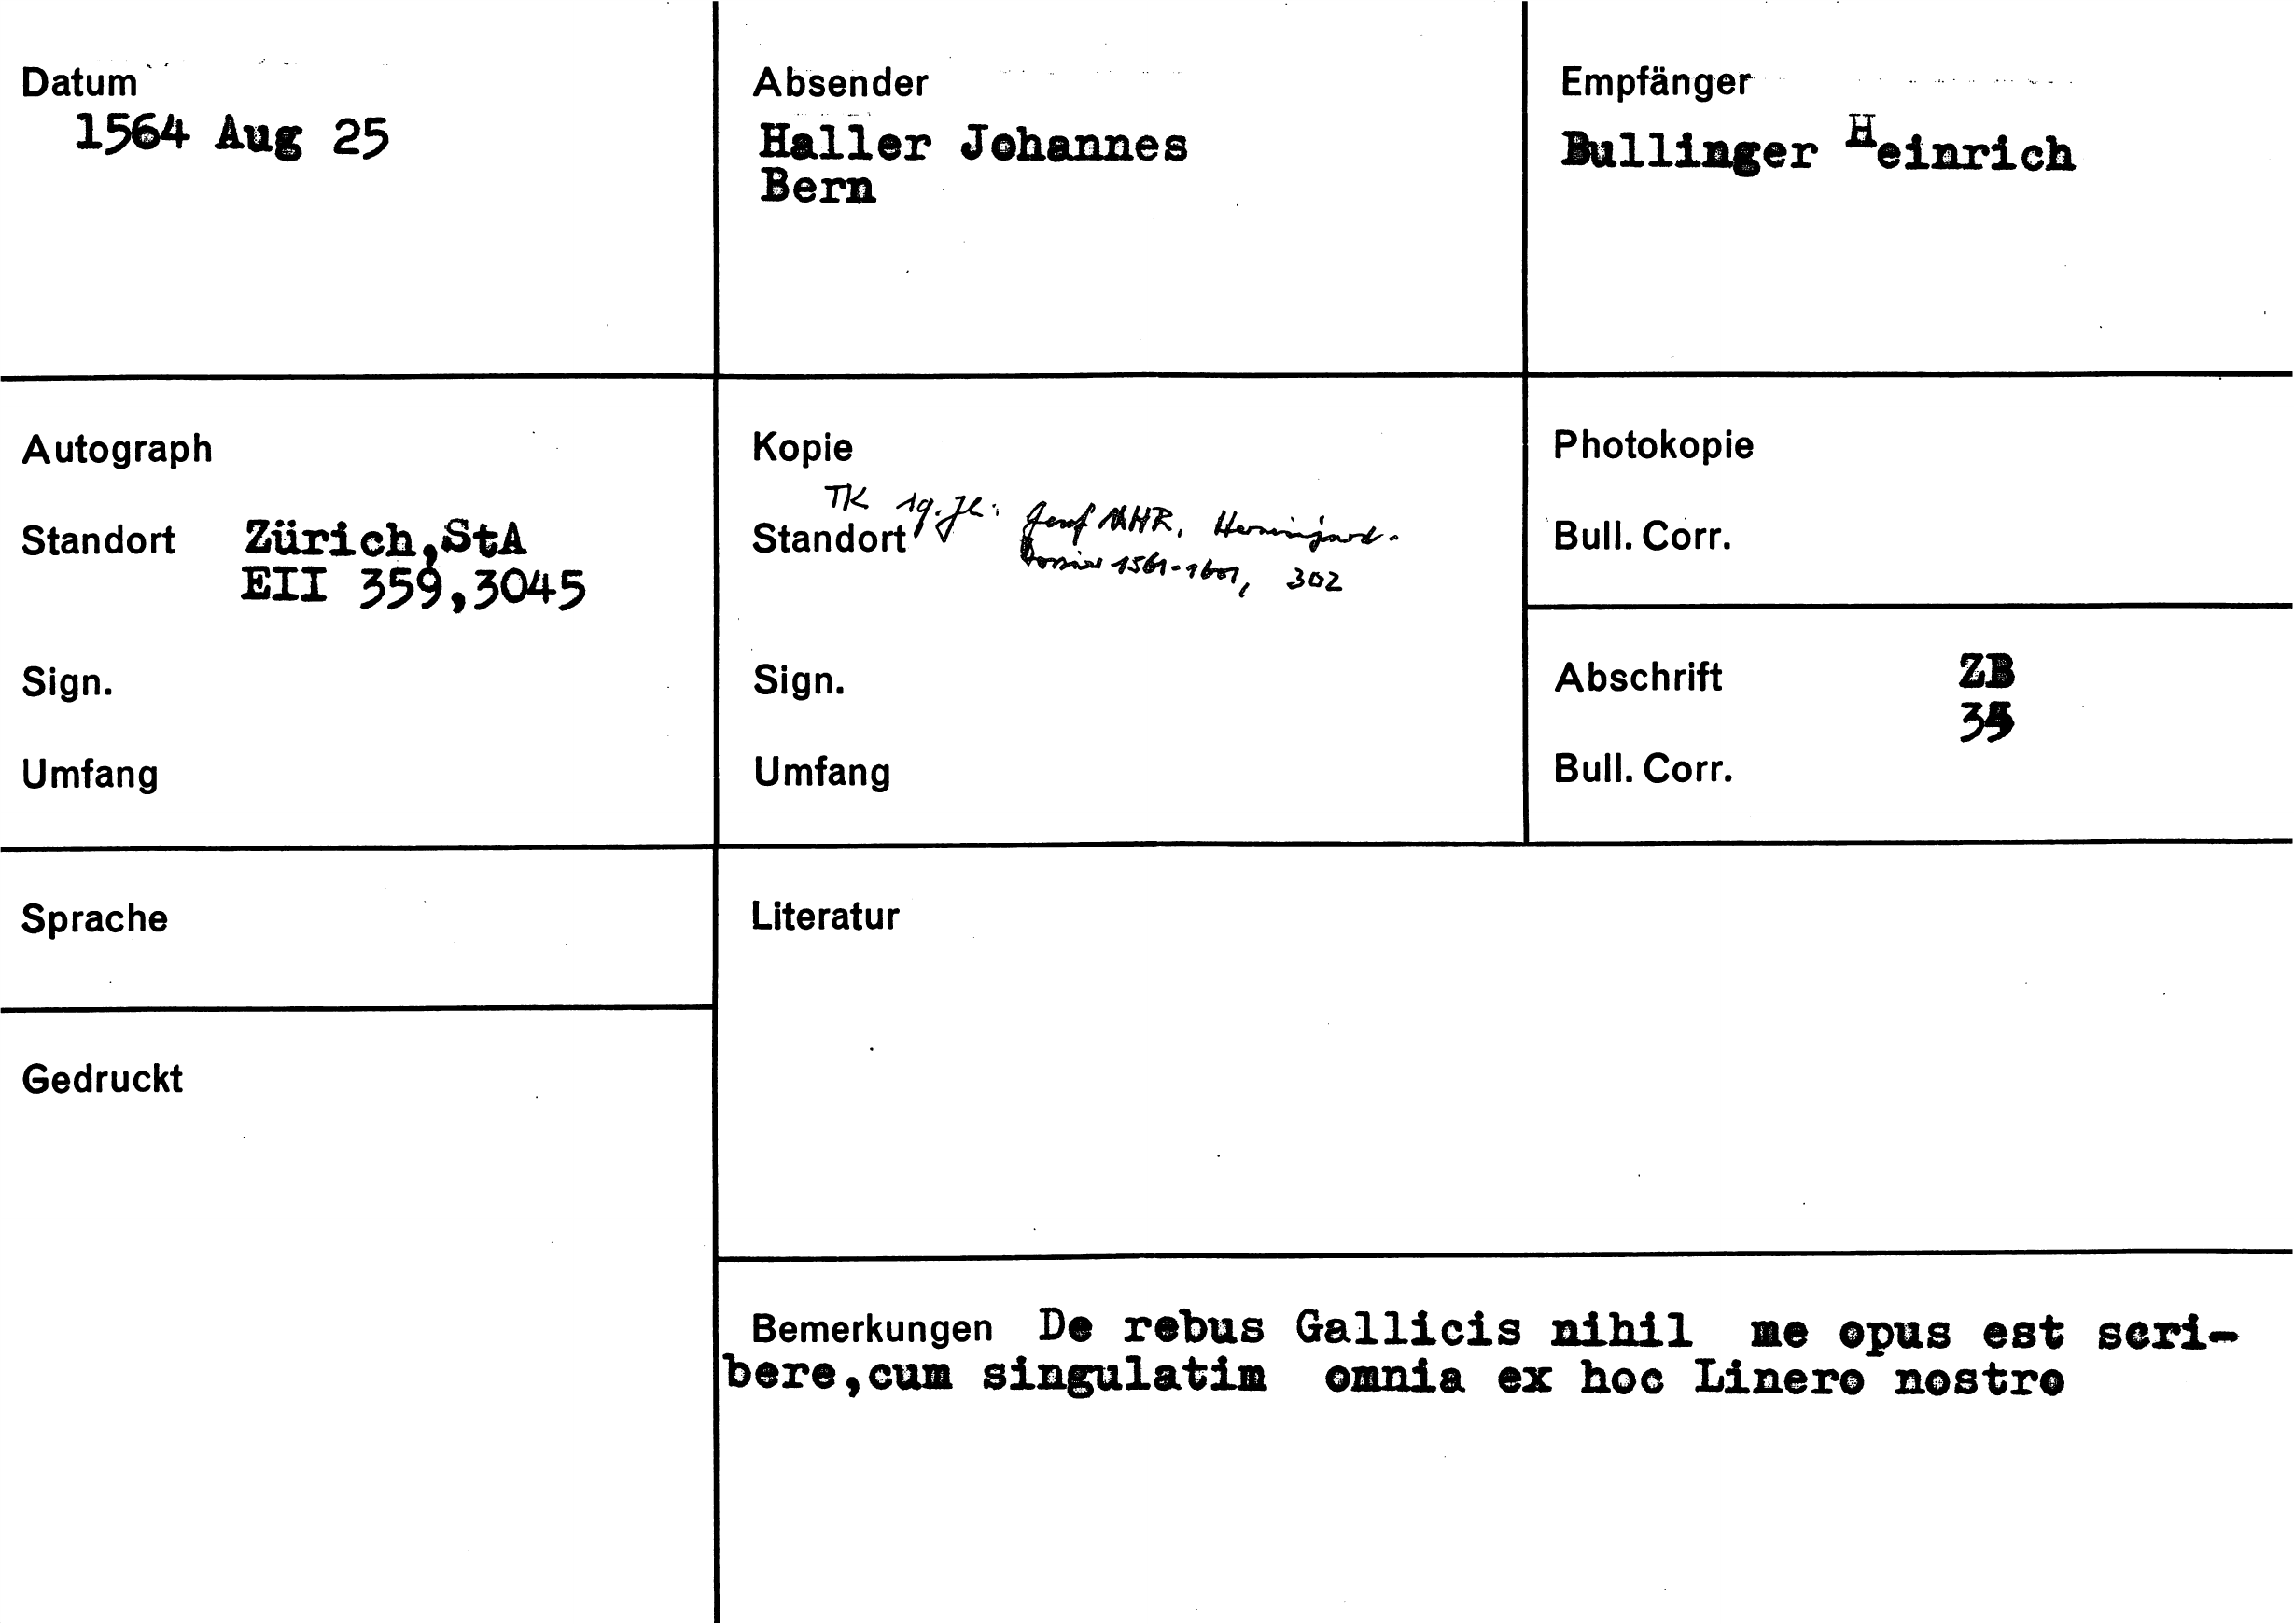 Datum
1564 Aug 25
Absender
Haller Johannes
Bern
Empfänger
Bullinger Heinrich
Autograph
Standort Zürich,StA
EII 359,3045
Sign.
Umfang
Kopie
TK 19. Jh.: Genf MHR, Herminjard-
Standort
Dossier 1561-1601, 302
Sign.
Umfang
Photokopie
Bull. Corr.
Abschrift ZB
35
Bull. Corr.
Sprache
Gedruckt
Literatur
Bemerkungen De rebus Gallicis nihil me opus est scri-
bere,cum singulatim omnia ex hoc Linero nostro